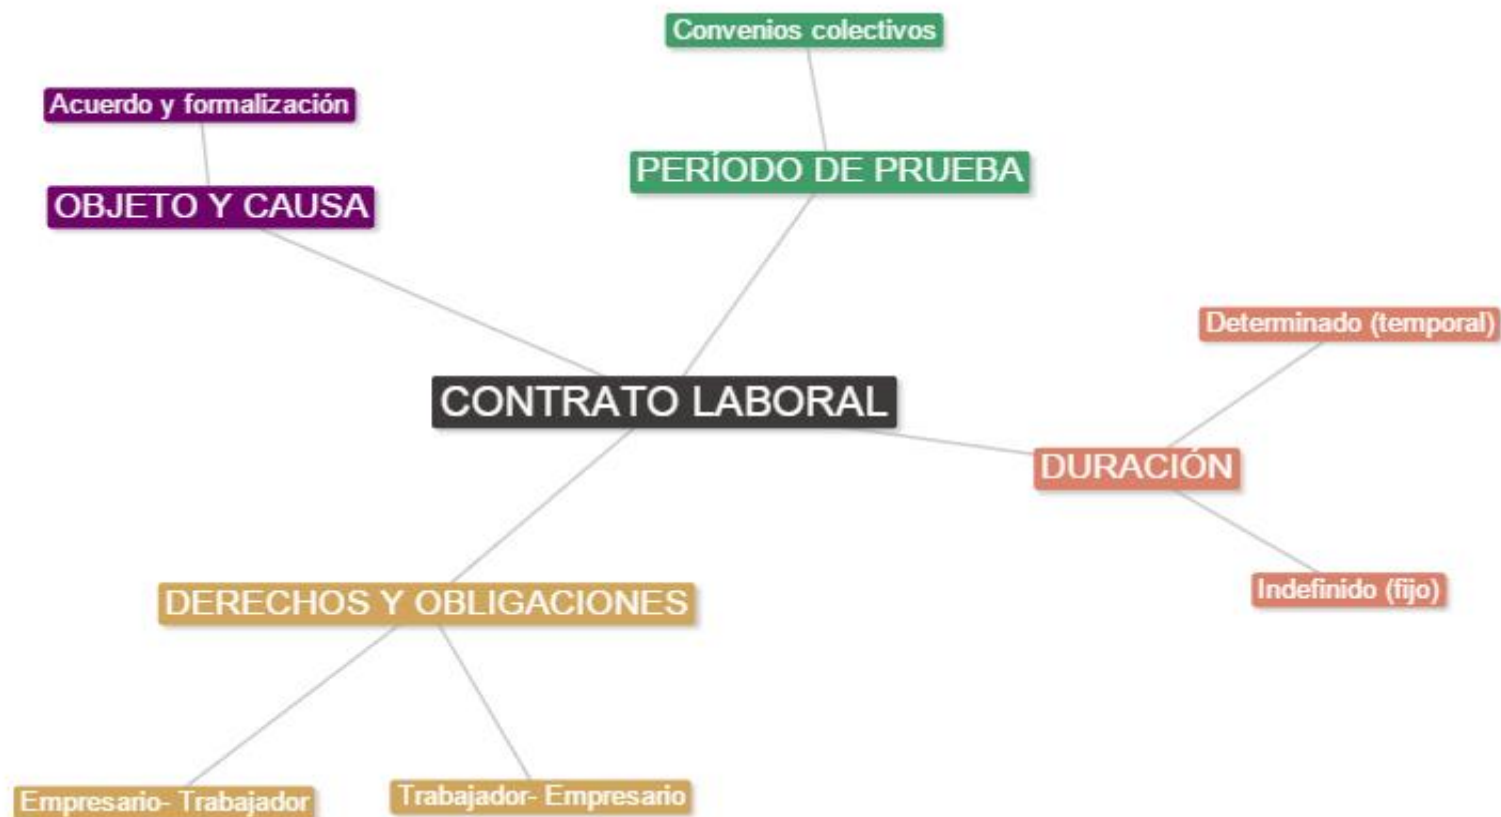 Convenios colectivos
Acuerdo y formalización
PERÍODO DE PRUEBA
OBJETO Y CAUSA
Determinado (temporal)
CONTRATO LABORAL
DURACIÓN
Indefinido (fijo)
DERECHOS Y OBLIGACIONES
Empresario- Trabajador
Trabajador- Empresario